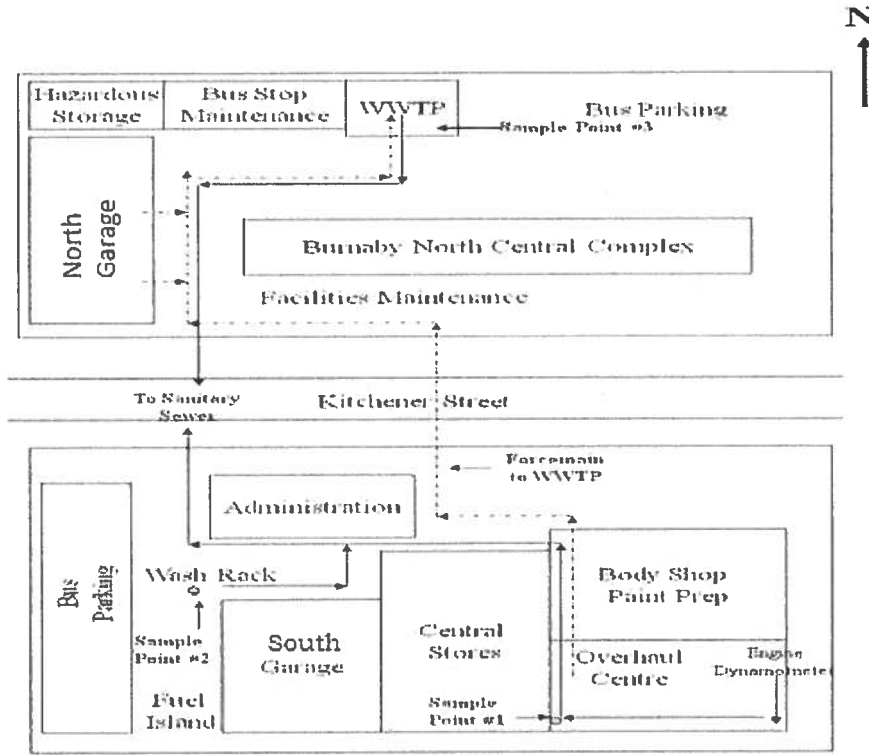 N
Hazardous
Storage
Bus Stop
Maintenance
WWTP
Bus Parking
Sample Point #3
North
Garage
Burnaby North Central Complex
Facilities Maintenance
To Sanitary
Sewer
Kitchener Street
Forcemain
to WWTP
Administration
Bus
Parking
Wash Rack
Body Shop
Paint Prep
Sample
Point #2
South
Garage
Central
Stores
Overhaul
Centre
Engine
Dynamometer
Fuel
Island
Sample
Point #1